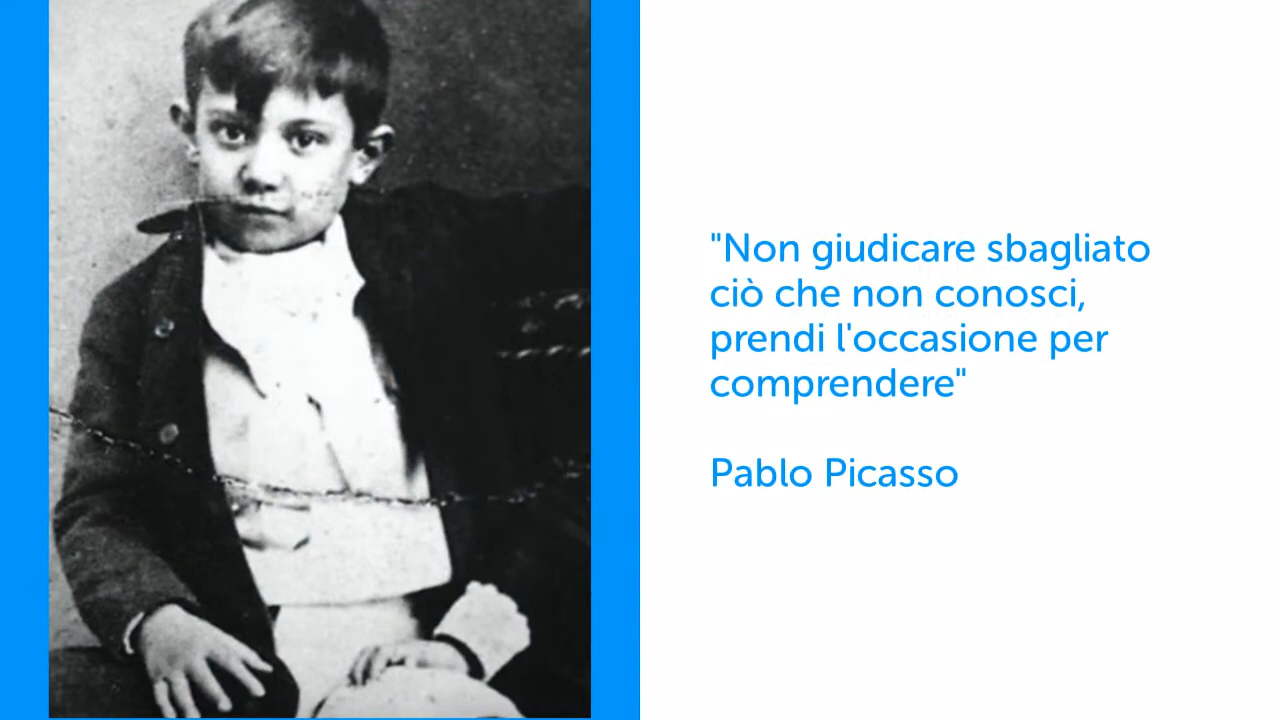 "Non giudicare sbagliato
ciò che non conosci,
prendi l'occasione per
comprendere"
Pablo Picasso